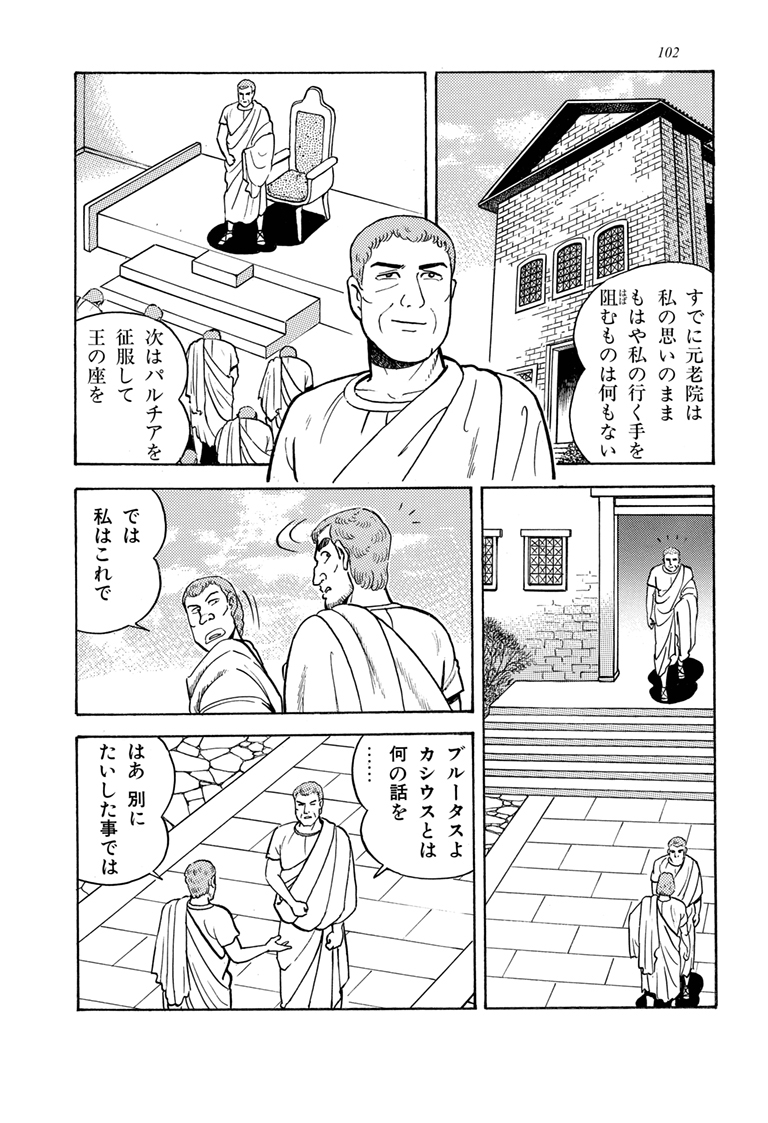 102
すでに元老院は
私の思いのまま
もはや私の行く手を
阻むものは何もない
はば
次はパルチアを
征服して
王の座を
では
私はこれで
ブルータスよ
カシウスとは
何の話を
……
はあ 別に
たいした事では